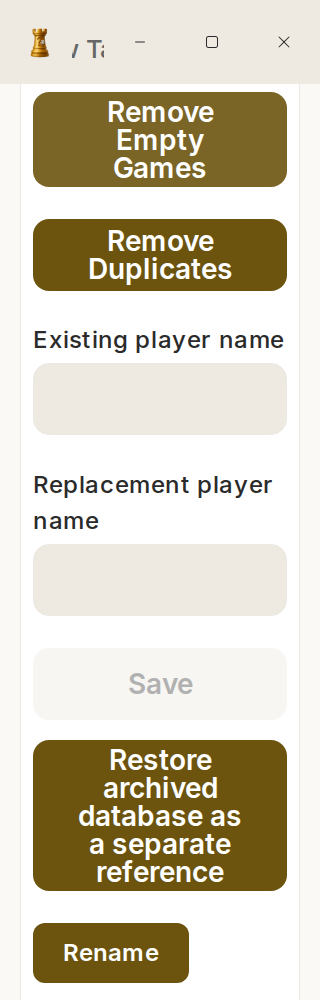 Remove
Empty
Games
Remove
Duplicates
Existing player name
Replacement player
name
Save
Restore
archived
database as
a separate
reference
Rename